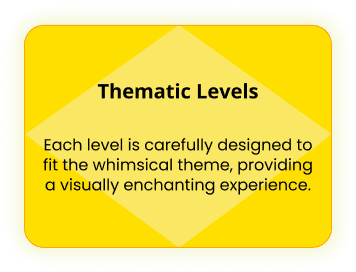 Thematic Levels
Each level is carefully designed to
fit the whimsical theme, providing
a visually enchanting experience.